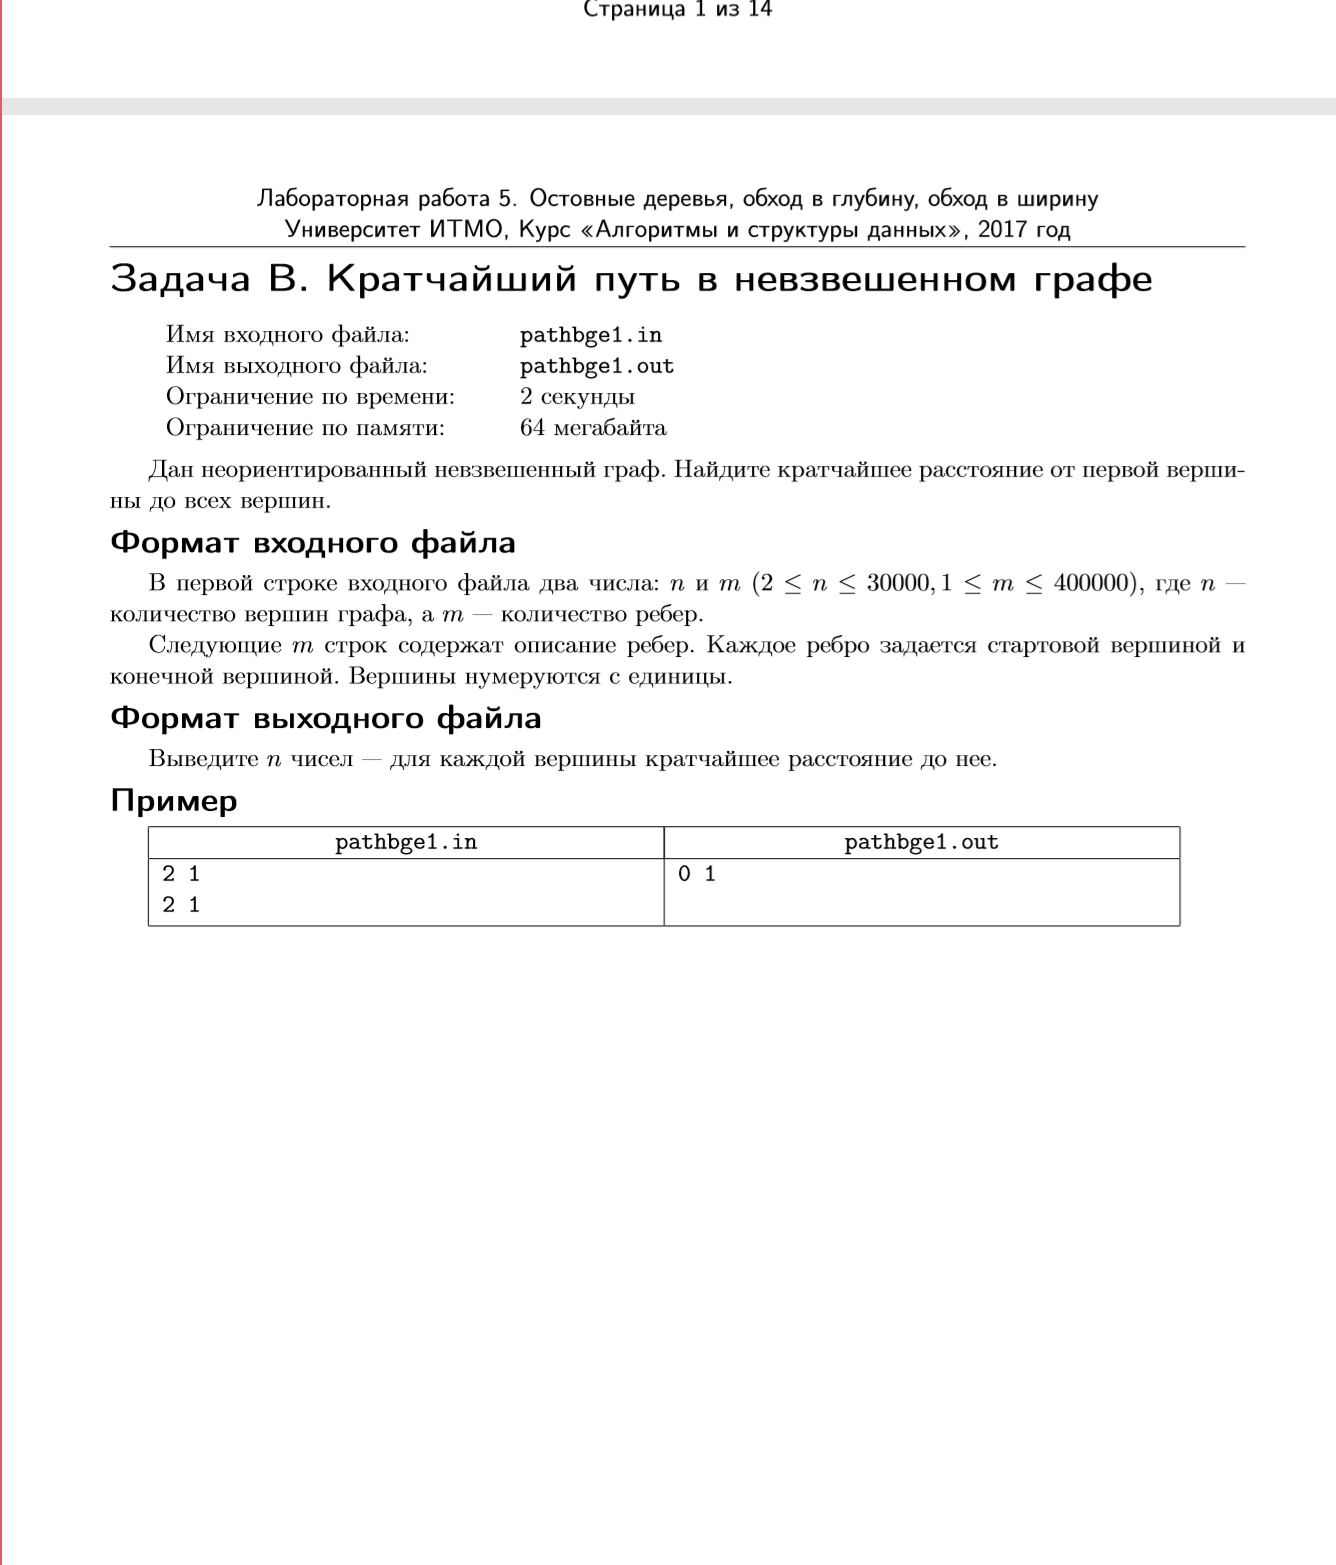 Страница 1 из 14
Лабораторная работа 5. Остовные деревья, обход в глубину, обход в ширину
Университет ИТМО, Курс «Алгоритмы и структуры данных», 2017 год
Задача B. Кратчайший путь в невзвешенном графе
Имя входного файла: pathbge1.in
Имя выходного файла: pathbge1.out
Ограничение по времени: 2 секунды
Ограничение по памяти: 64 мегабайта
Дан неориентированный невзвешенный граф. Найдите кратчайшее расстояние от первой верши-
ны до всех вершин.
Формат входного файла
В первой строке входного файла два числа: n и m (2 ≤ n ≤ 30000, 1 ≤ m ≤ 400000), где n —
количество вершин графа, а m — количество ребер.
Следующие m строк содержат описание ребер. Каждое ребро задается стартовой вершиной и
конечной вершиной. Вершины нумеруются с единицы.
Формат выходного файла
Выведите n чисел — для каждой вершины кратчайшее расстояние до нее.
Пример
pathbge1.in pathbge1.out
2 1 0 1
2 1